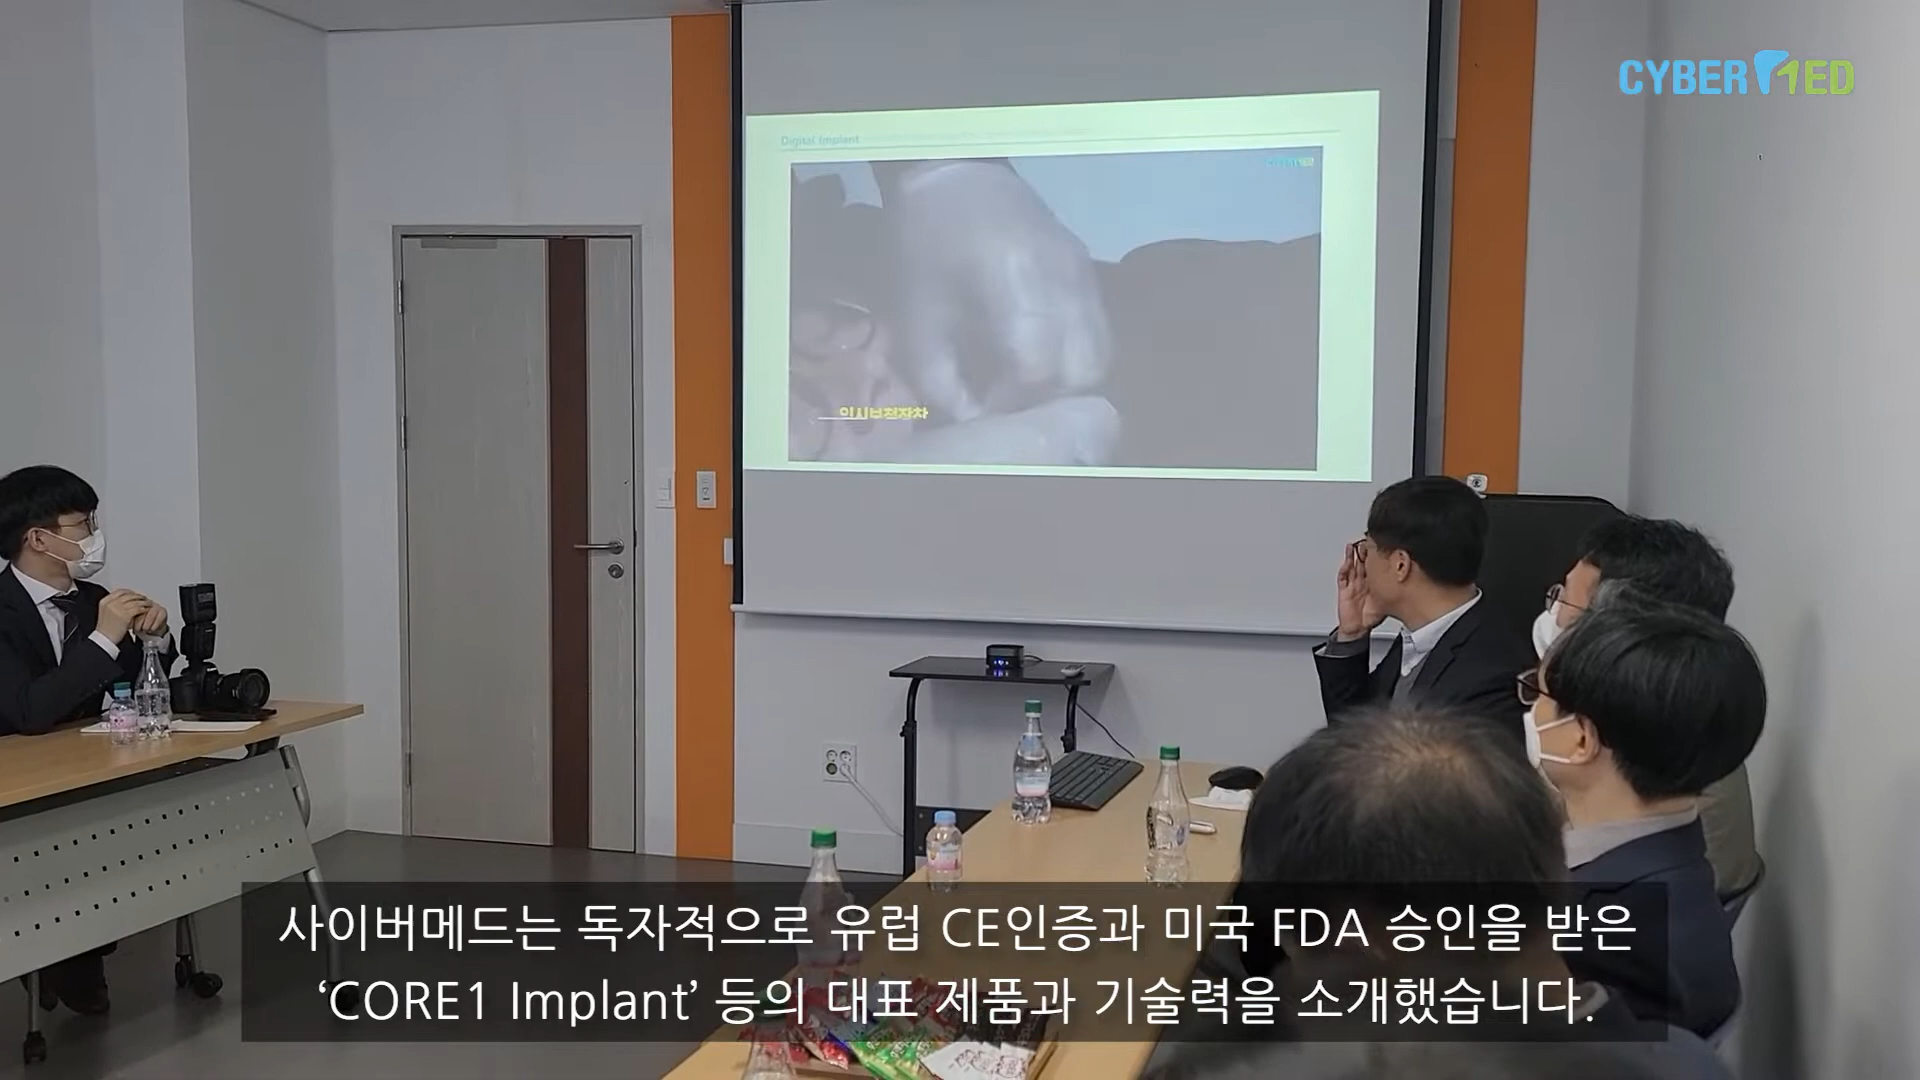 CYBERMED
Digital Implant
사이버메드는 독자적으로 유럽 CE인증과 미국 FDA 승인을 받은
‘CORE1 Implant’ 등의 대표 제품과 기술력을 소개했습니다.